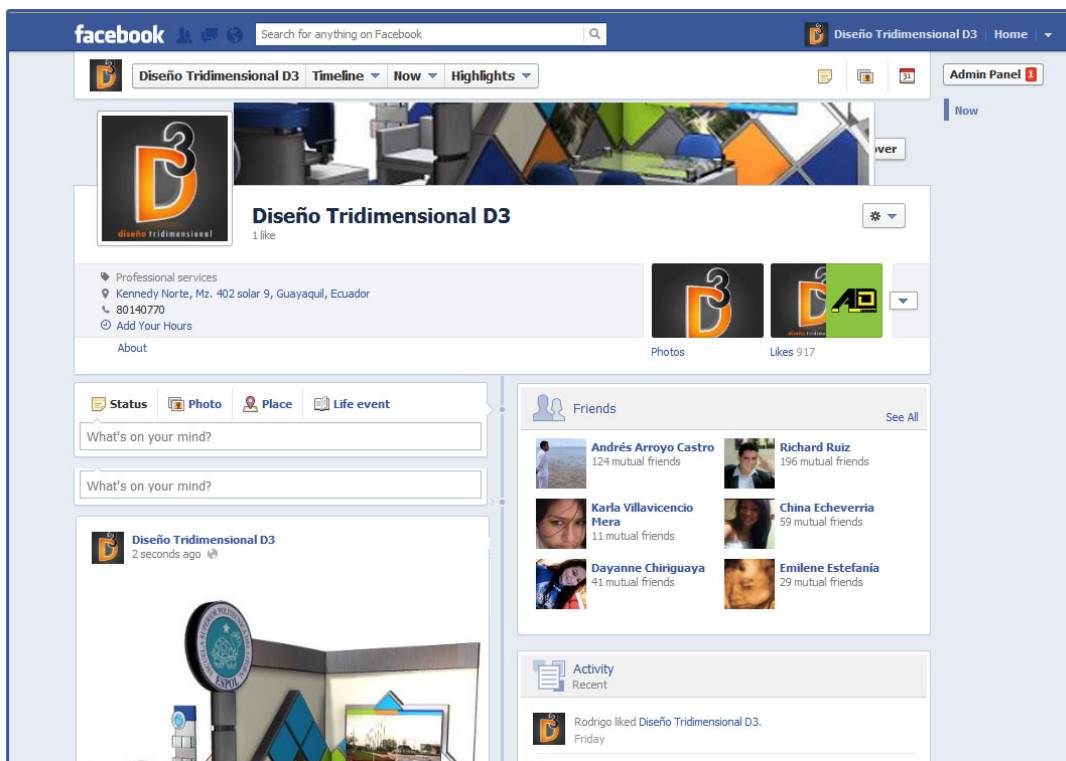 facebook
Search for anything on Facebook
Diseño Tridimensional D3
Home
Diseño Tridimensional D3
Timeline
Now
Highlights
31
Admin Panel 1
Now
over
D3
diseño tridimensional
Diseño Tridimensional D3
1 like
Professional services
Kennedy Norte, Mz. 402 solar 9, Guayaquil, Ecuador
80140770
Add Your Hours
About
Photos
Likes 917
Status
Photo
Place
Life event
What's on your mind?
What's on your mind?
Diseño Tridimensional D3
2 seconds ago
ESPOL
Friends
See All
Andrés Arroyo Castro
124 mutual friends
Richard Ruiz
196 mutual friends
Karla Villavicencio
Mera
11 mutual friends
China Echeverria
59 mutual friends
Dayanne Chiriguaya
41 mutual friends
Emilene Estefanía
29 mutual friends
Activity
Recent
Rodrigo liked Diseño Tridimensional D3.
Friday